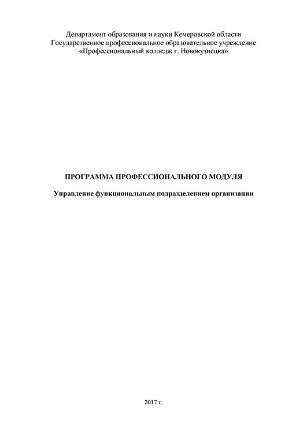 Департамент образования и науки Кемеровской области
Государственное профессиональное образовательное учреждение
«Профессиональный колледж г. Новокузнецка»
ПРОГРАММА ПРОФЕССИОНАЛЬНОГО МОДУЛЯ
Управление функциональным подразделением организации
2017 г.